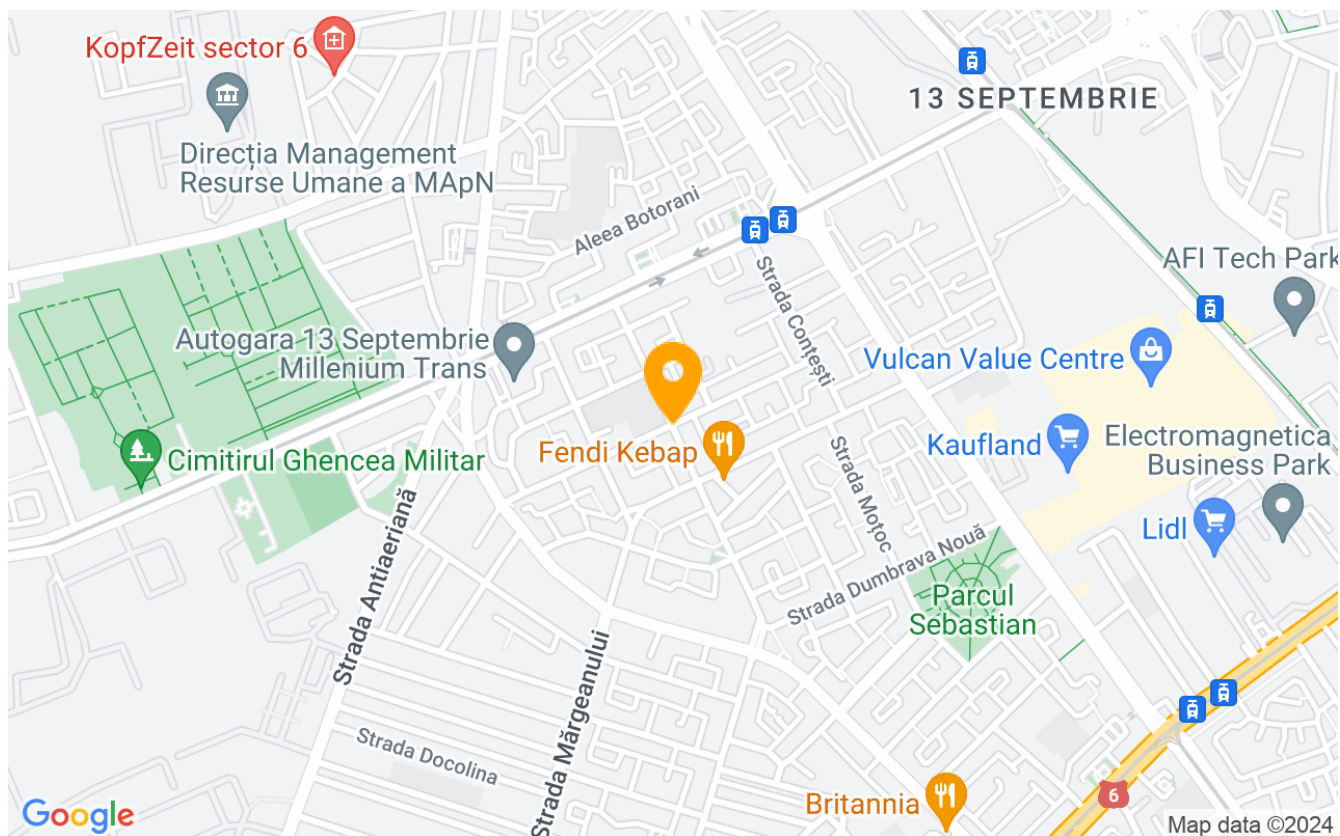 KopfZeit sector 6
13 SEPTEMBRIE
Direcția Management
Resurse Umane a MApN
Aleea Botorani
AFI Tech Park
Strada Conțești
Autogara 13 Septembrie
Millenium Trans
Vulcan Value Centre
Fendi Kebap
Kaufland
Electromagnetica
Business Park
Cimitirul Ghencea Militar
Strada Moțoc
Lidl
Strada Antiaeriană
Strada Dumbrava Nouă
Parcul
Sebastian
Strada Mărgeanului
Strada Docolina
Britannia
6
Google
Map data ©2024